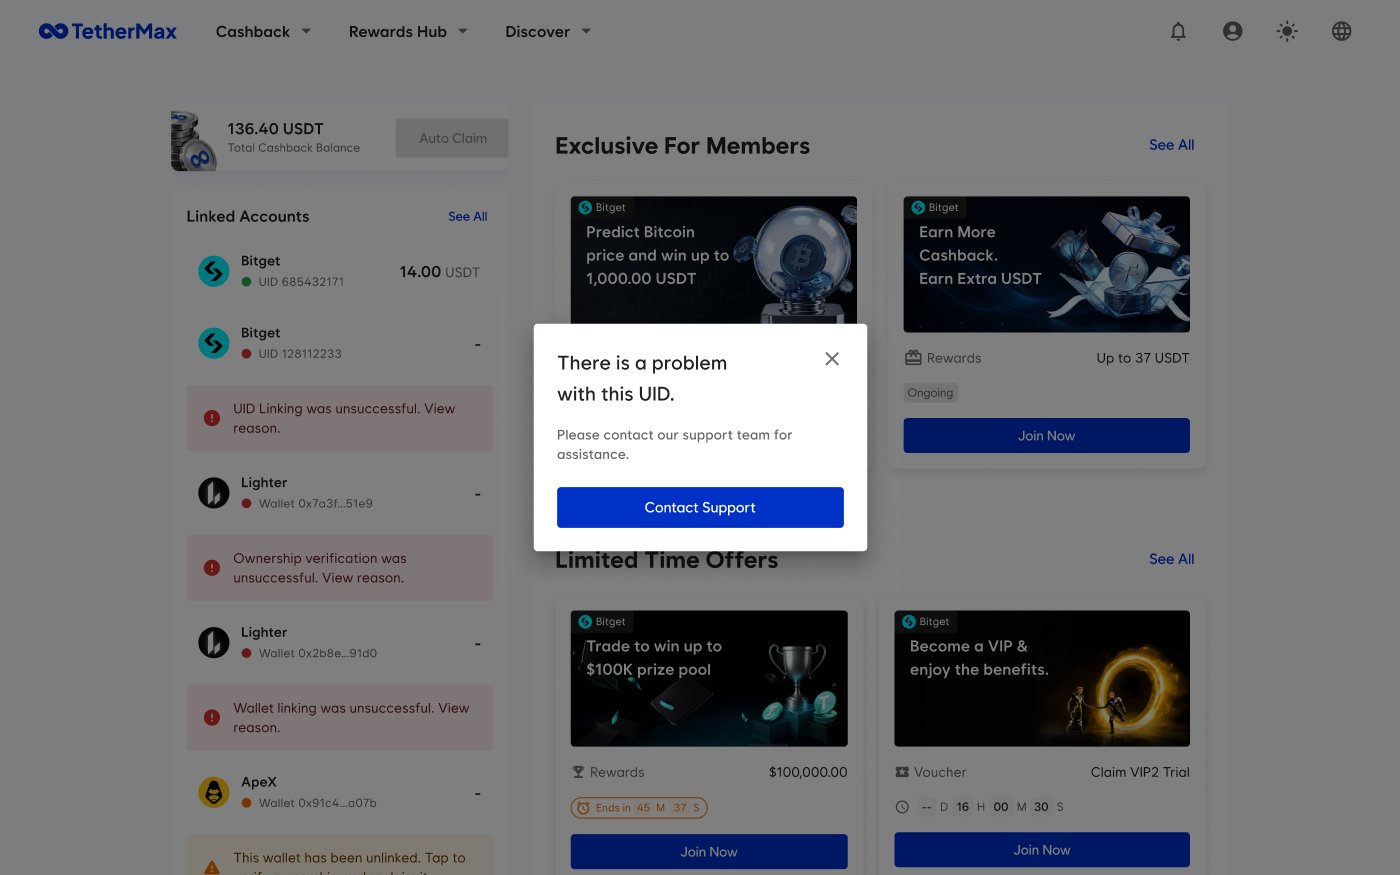 TetherMax
Cashback
Rewards Hub
Discover
136.40 USDT
Total Cashback Balance
Auto Claim
Linked Accounts
See All
Bitget
UID 685432171
14.00 USDT
Bitget
UID 128112233
-
UID Linking was unsuccessful. View
reason.
Lighter
Wallet 0x7a3f...51e9
-
Ownership verification was
unsuccessful. View reason.
Lighter
Wallet 0x2b8e...91d0
-
Wallet linking was unsuccessful. View
reason.
ApeX
Wallet 0x91c4...a07b
-
This wallet has been unlinked. Tap to
Exclusive For Members
See All
Bitget
Predict Bitcoin
price and win up to
1,000.00 USDT
Bitget
Earn More
Cashback.
Earn Extra USDT
Rewards
Up to 37 USDT
Ongoing
Join Now
There is a problem
with this UID.
Please contact our support team for
assistance.
Contact Support
Limited Time Offers
See All
Bitget
Trade to win up to
$100K prize pool
Rewards
$100,000.00
Ends in 45 M 37 S
Join Now
Bitget
Become a VIP &
enjoy the benefits.
Voucher
Claim VIP2 Trial
-- D 16 H 00 M 30 S
Join Now